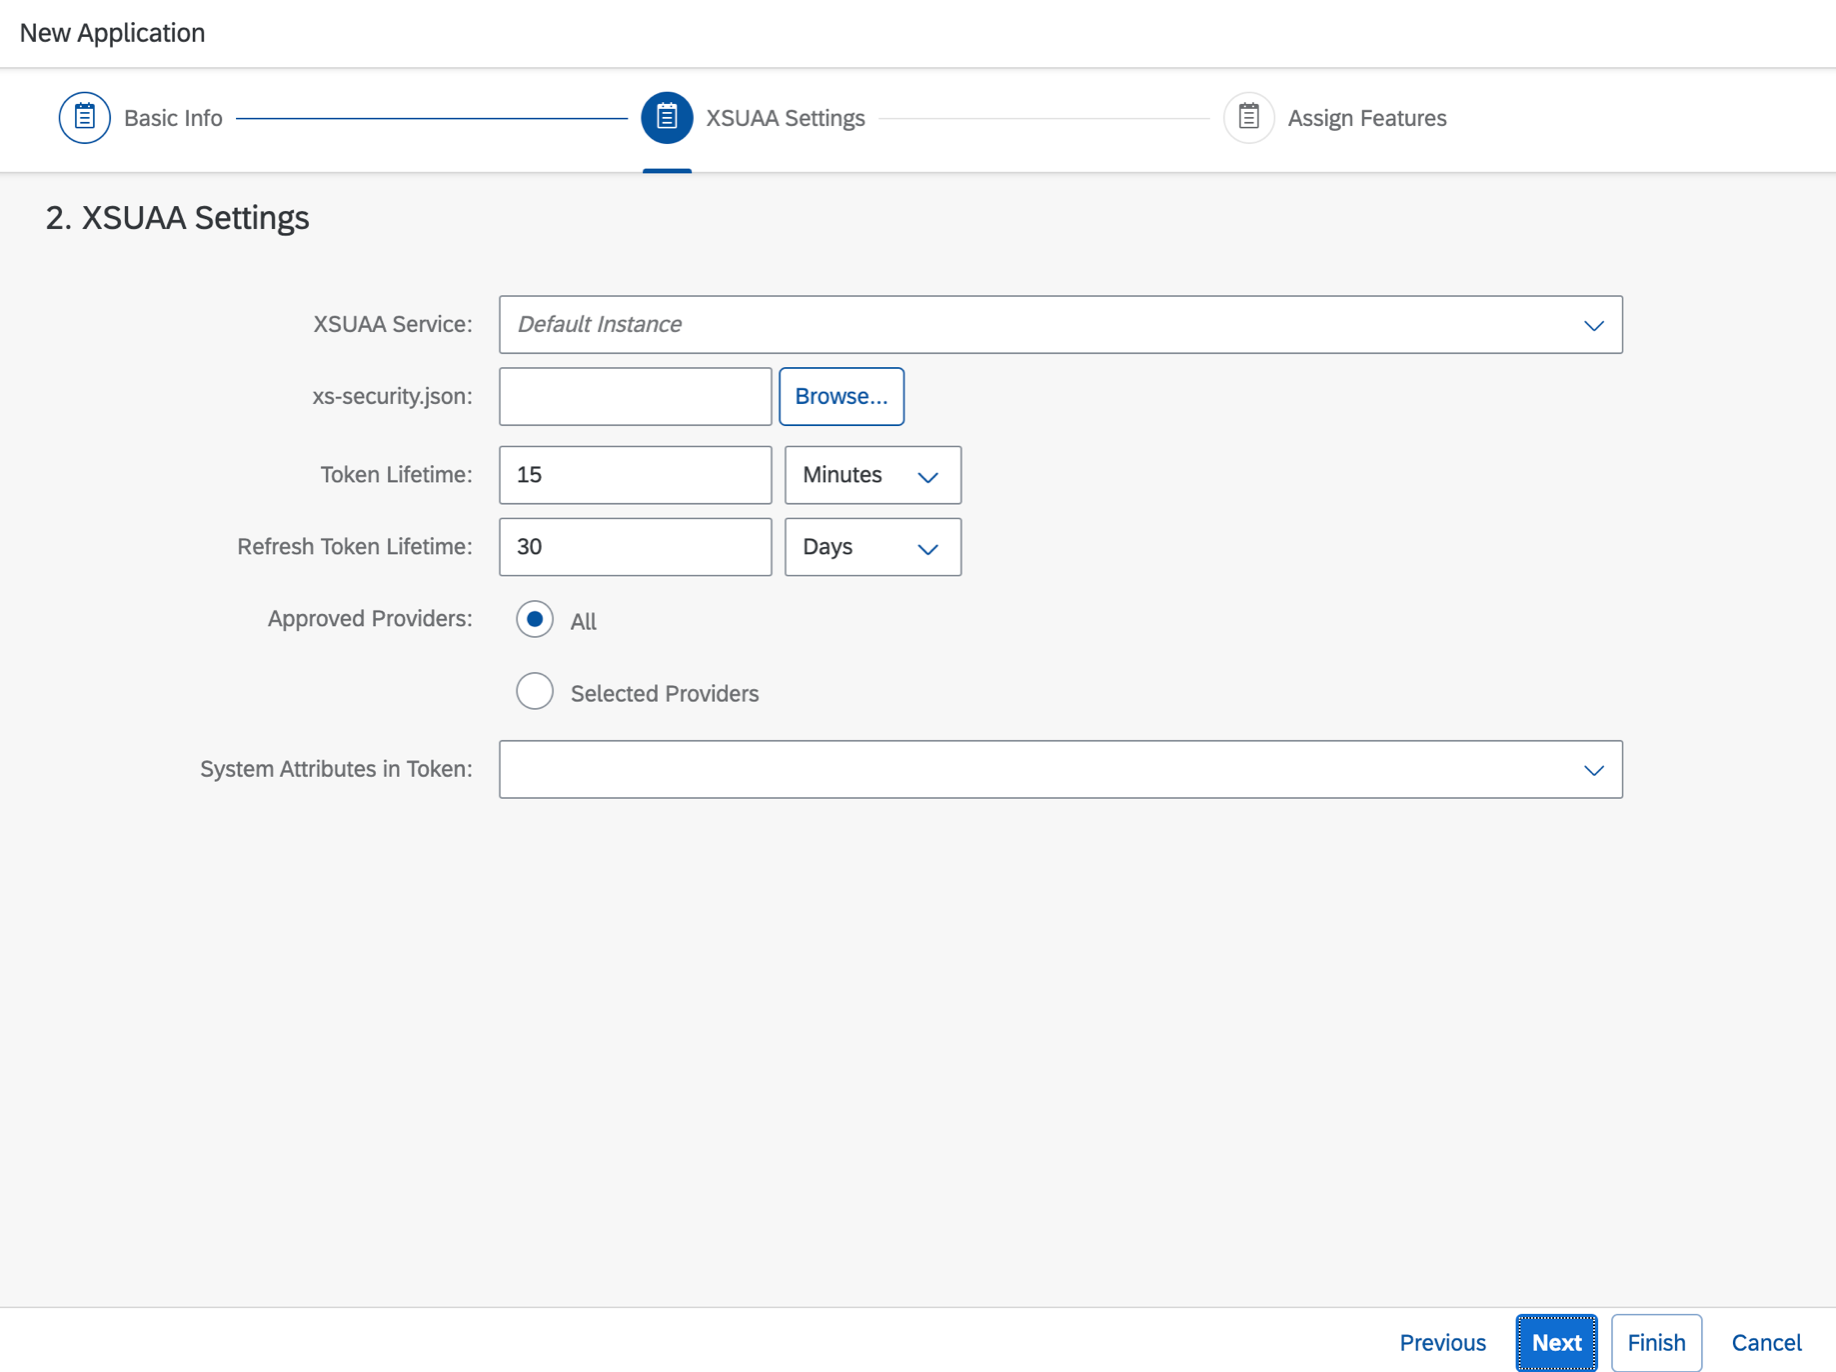 New Application
Basic Info XSUAA Settings Assign Features
2. XSUAA Settings
XSUAA Service: Default Instance
xs-security.json: Browse...
Token Lifetime: 15 Minutes
Refresh Token Lifetime: 30 Days
Approved Providers: All
Selected Providers
System Attributes in Token:
Previous Next Finish Cancel